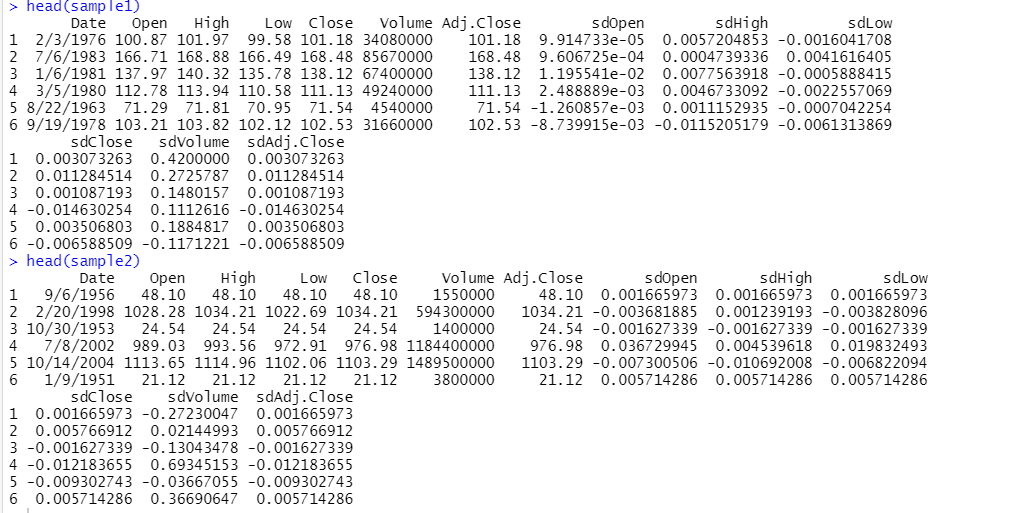 > head(sample1)
Date Open High Low Close Volume Adj.Close sdOpen sdHigh sdLow
1 2/3/1976 100.87 101.97 99.58 101.18 34080000 101.18 9.914733e-05 0.0057204853 -0.0016041708
2 7/6/1983 166.71 168.88 166.49 168.48 85670000 168.48 9.606725e-04 0.0004739336 0.0041616405
3 1/6/1981 137.97 140.32 135.78 138.12 67400000 138.12 1.195541e-02 0.0077563918 -0.0005888415
4 3/5/1980 112.78 113.94 110.58 111.13 49240000 111.13 2.488889e-03 0.0046733092 -0.0022557069
5 8/22/1963 71.29 71.81 70.95 71.54 4540000 71.54 -1.260857e-03 0.0011152935 -0.0007042254
6 9/19/1978 103.21 103.82 102.12 102.53 31660000 102.53 -8.739915e-03 -0.0115205179 -0.0061313869
sdClose sdVolume sdAdj.Close
1 0.003073263 0.4200000 0.003073263
2 0.011284514 0.2725787 0.011284514
3 0.001087193 0.1480157 0.001087193
4 -0.014630254 0.1112616 -0.014630254
5 0.003506803 0.1884817 0.003506803
6 -0.006588509 -0.1171221 -0.006588509
> head(sample2)
Date Open High Low Close Volume Adj.Close sdOpen sdHigh sdLow
1 9/6/1956 48.10 48.10 48.10 48.10 1550000 48.10 0.001665973 0.001665973 0.001665973
2 2/20/1998 1028.28 1034.21 1022.69 1034.21 594300000 1034.21 -0.003681885 0.001239193 -0.003828096
3 10/30/1953 24.54 24.54 24.54 24.54 1400000 24.54 -0.001627339 -0.001627339 -0.001627339
4 7/8/2002 989.03 993.56 972.91 976.98 1184400000 976.98 0.036729945 0.004539618 0.019832493
5 10/14/2004 1113.65 1114.96 1102.06 1103.29 1489500000 1103.29 -0.007300506 -0.010692008 -0.006822094
6 1/9/1951 21.12 21.12 21.12 21.12 3800000 21.12 0.005714286 0.005714286 0.005714286
sdClose sdVolume sdAdj.Close
1 0.001665973 -0.27230047 0.001665973
2 0.005766912 0.02144993 0.005766912
3 -0.001627339 -0.13043478 -0.001627339
4 -0.012183655 0.69345153 -0.012183655
5 -0.009302743 -0.03667055 -0.009302743
6 0.005714286 0.36690647 0.005714286